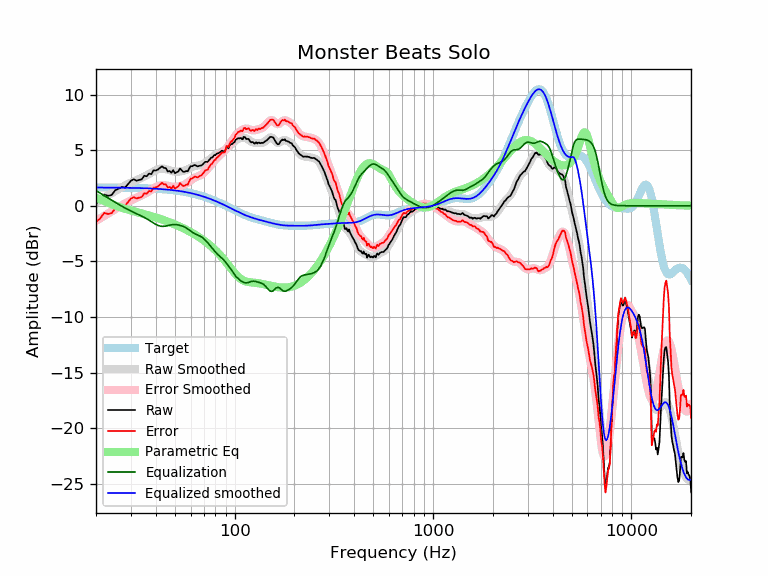 Monster Beats Solo
10
5
0
−5
−10
−15
−20
−25
Amplitude (dBr)
Target
Raw Smoothed
Error Smoothed
Raw
Error
Parametric Eq
Equalization
Equalized smoothed
100 1000 10000
Frequency (Hz)